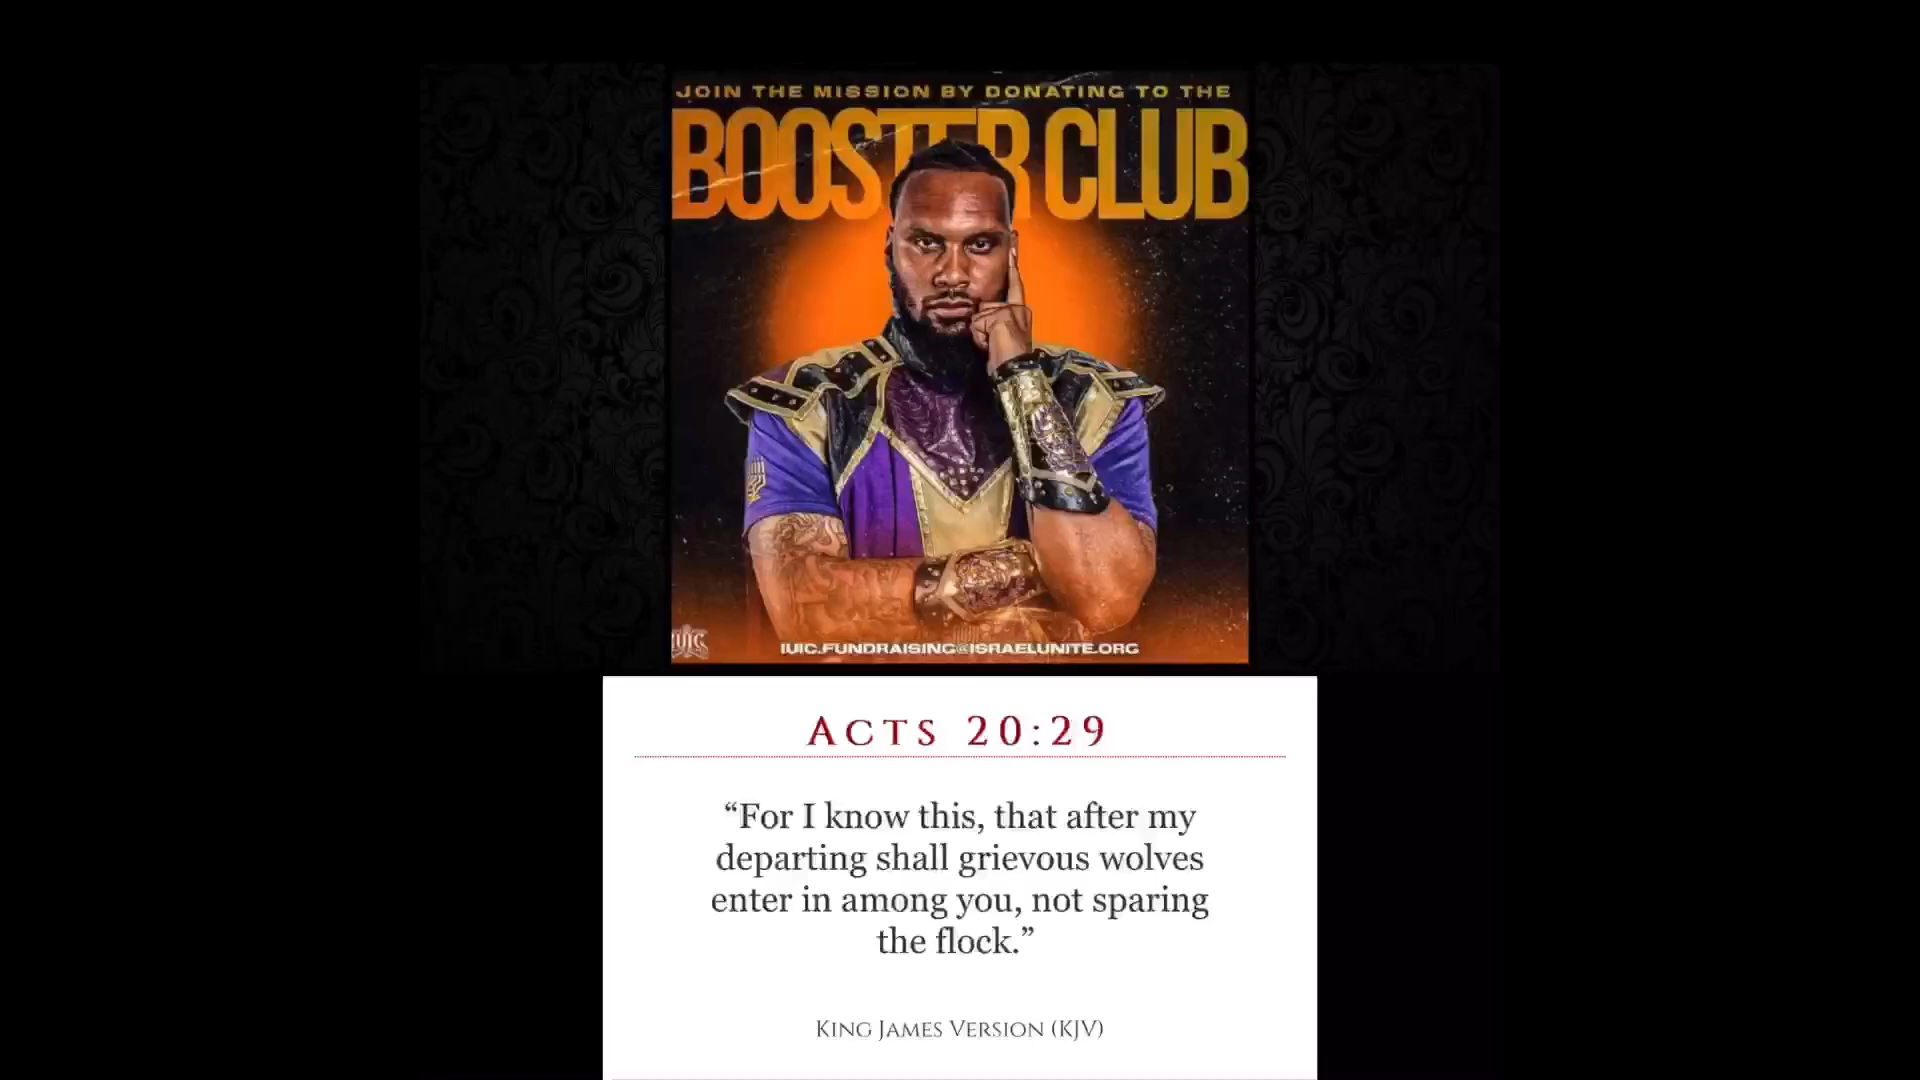 JOIN THE MISSION BY DONATING TO THE
BOOSTER CLUB
IUIC
IUIC.FUNDRAISING@ISRAELUNITE.ORG
ACTS 20:29
“For I know this, that after my
departing shall grievous wolves
enter in among you, not sparing
the flock.”
KING JAMES VERSION (KJV)